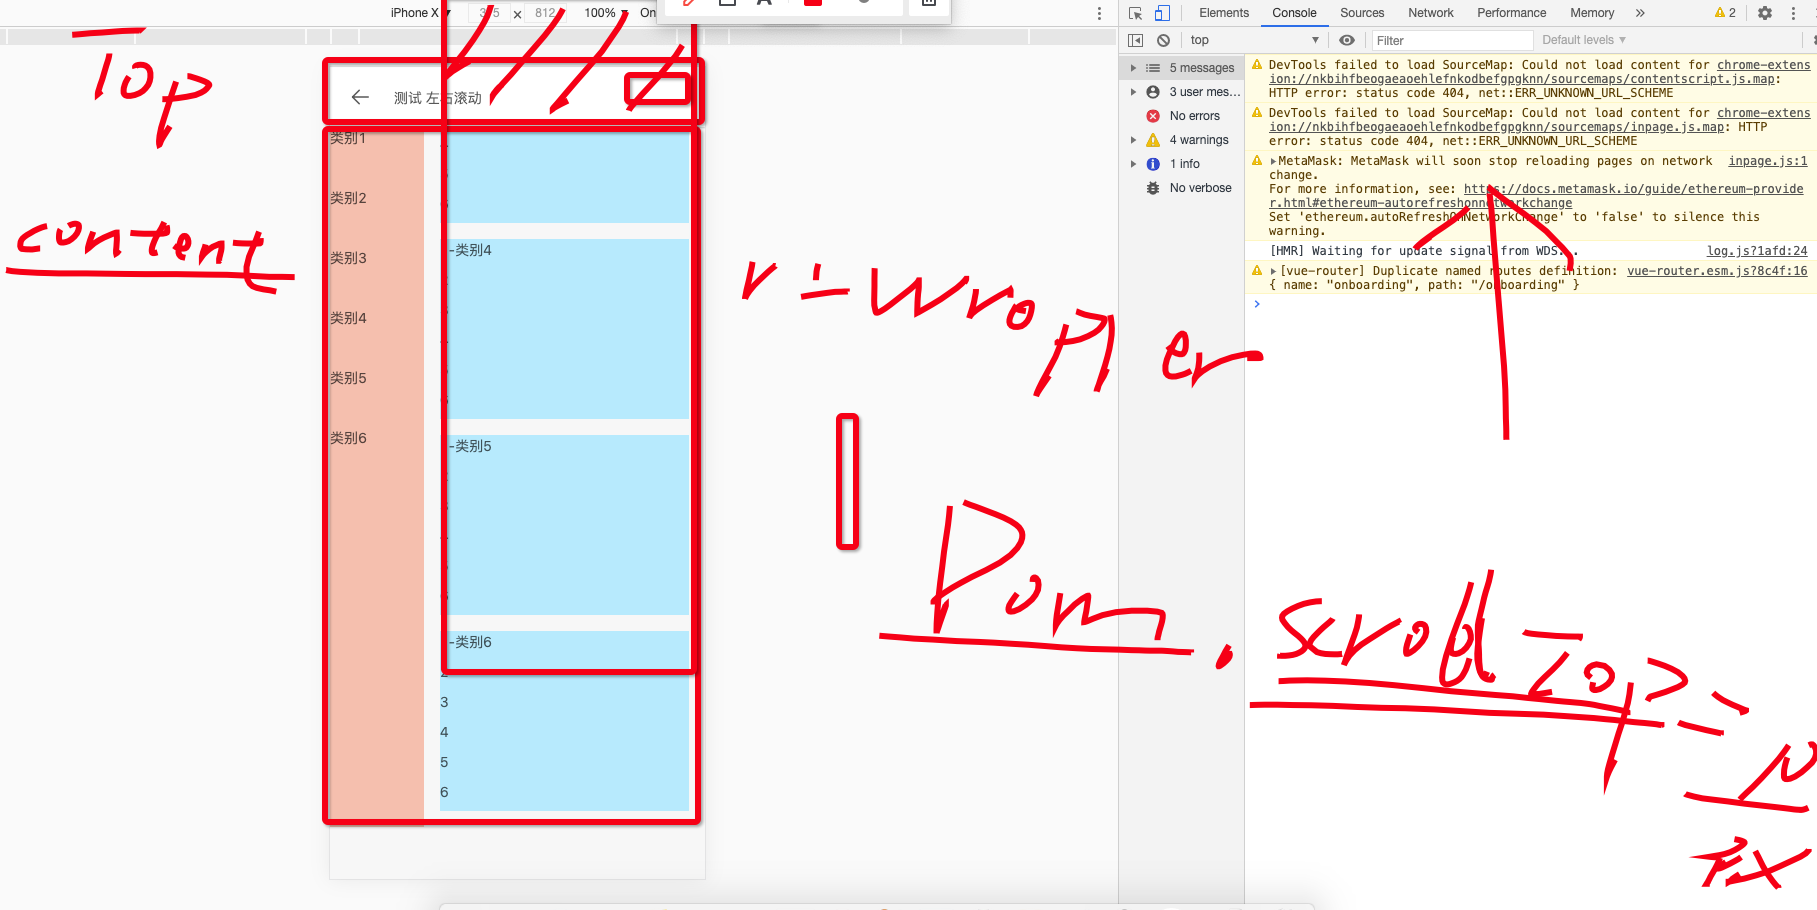 iPhone X ▾ 375 × 812 100% ▾ On
Elements Console Sources Network Performance Memory » 2
top ▼ Filter Default levels ▼
Top
content
测试 左右滚动
类别1
类别2
类别3
类别4
类别5
类别6
-类别4
-类别5
-类别6
2
3
4
5
6
r - wrapper
Dom . scrollTop =
px
5 messages
3 user mes...
No errors
4 warnings
1 info
No verbose
DevTools failed to load SourceMap: Could not load content for chrome-exten
sion://nkbihfbeogaeaoehlefnkodbefgpgknn/sourcemaps/contentscript.js.map:
HTTP error: status code 404, net::ERR_UNKNOWN_URL_SCHEME
DevTools failed to load SourceMap: Could not load content for chrome-exten
sion://nkbihfbeogaeaoehlefnkodbefgpgknn/sourcemaps/inpage.js.map: HTTP
error: status code 404, net::ERR_UNKNOWN_URL_SCHEME
▸MetaMask: MetaMask will soon stop reloading pages on network inpage.js:1
change.
For more information, see: https://docs.metamask.io/guide/ethereum-provide
r.html#ethereum-autorefreshonnetworkchange
Set 'ethereum.autoRefreshOnNetworkChange' to 'false' to silence this
warning.
[HMR] Waiting for update signal from WDS... log.js?1afd:24
▸[vue-router] Duplicate named routes definition: vue-router.esm.js?8c4f:16
{ name: "onboarding", path: "/onboarding" }